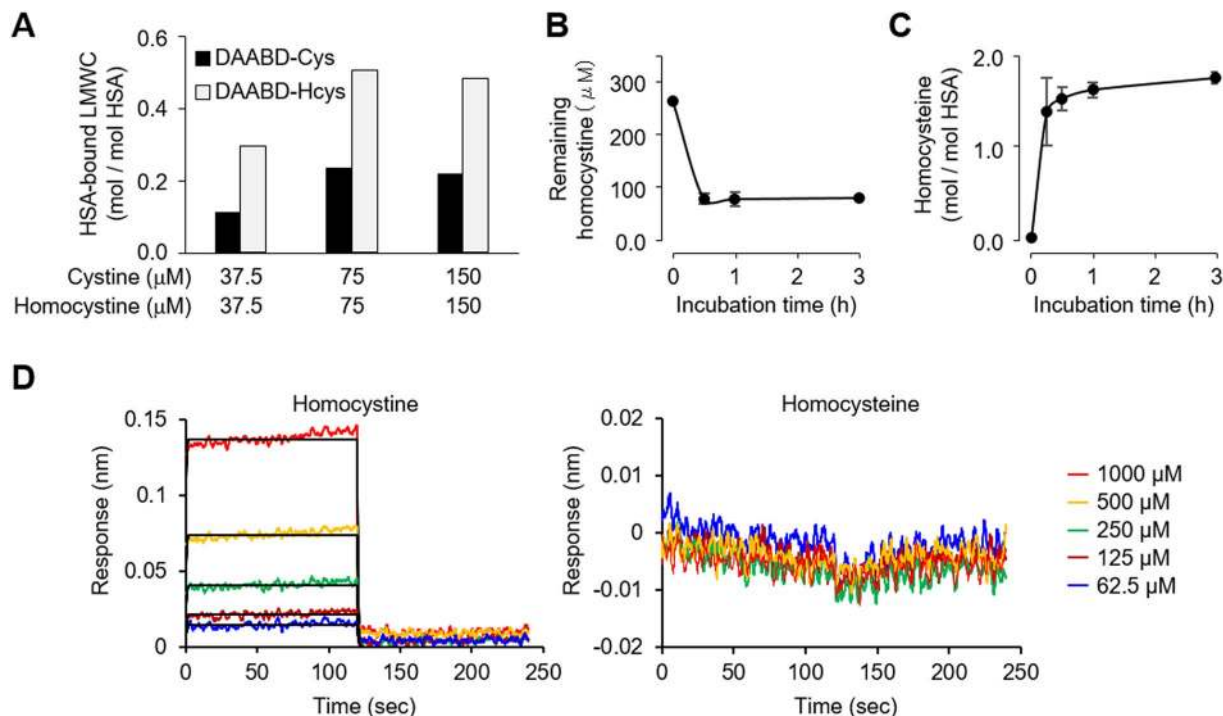 A
HSA-bound LMWC
(mol / mol HSA)
0.6
0.4
0.2
0.0
DAABD-Cys
DAABD-Hcys
Cystine (μM) 37.5 75 150
Homocystine (μM) 37.5 75 150
B
Remaining
homocystine (μM)
300
200
100
0.0
0 1 2 3
Incubation time (h)
C
Homocysteine
(mol / mol HSA)
2.0
1.0
0.0
0 1 2 3
Incubation time (h)
D
Homocystine
Response (nm)
0.15
0.1
0.05
0
0 50 100 150 200 250
Time (sec)
Homocysteine
Response (nm)
0.02
0.01
0
-0.01
-0.02
0 50 100 150 200 250
Time (sec)
1000 μM
500 μM
250 μM
125 μM
62.5 μM